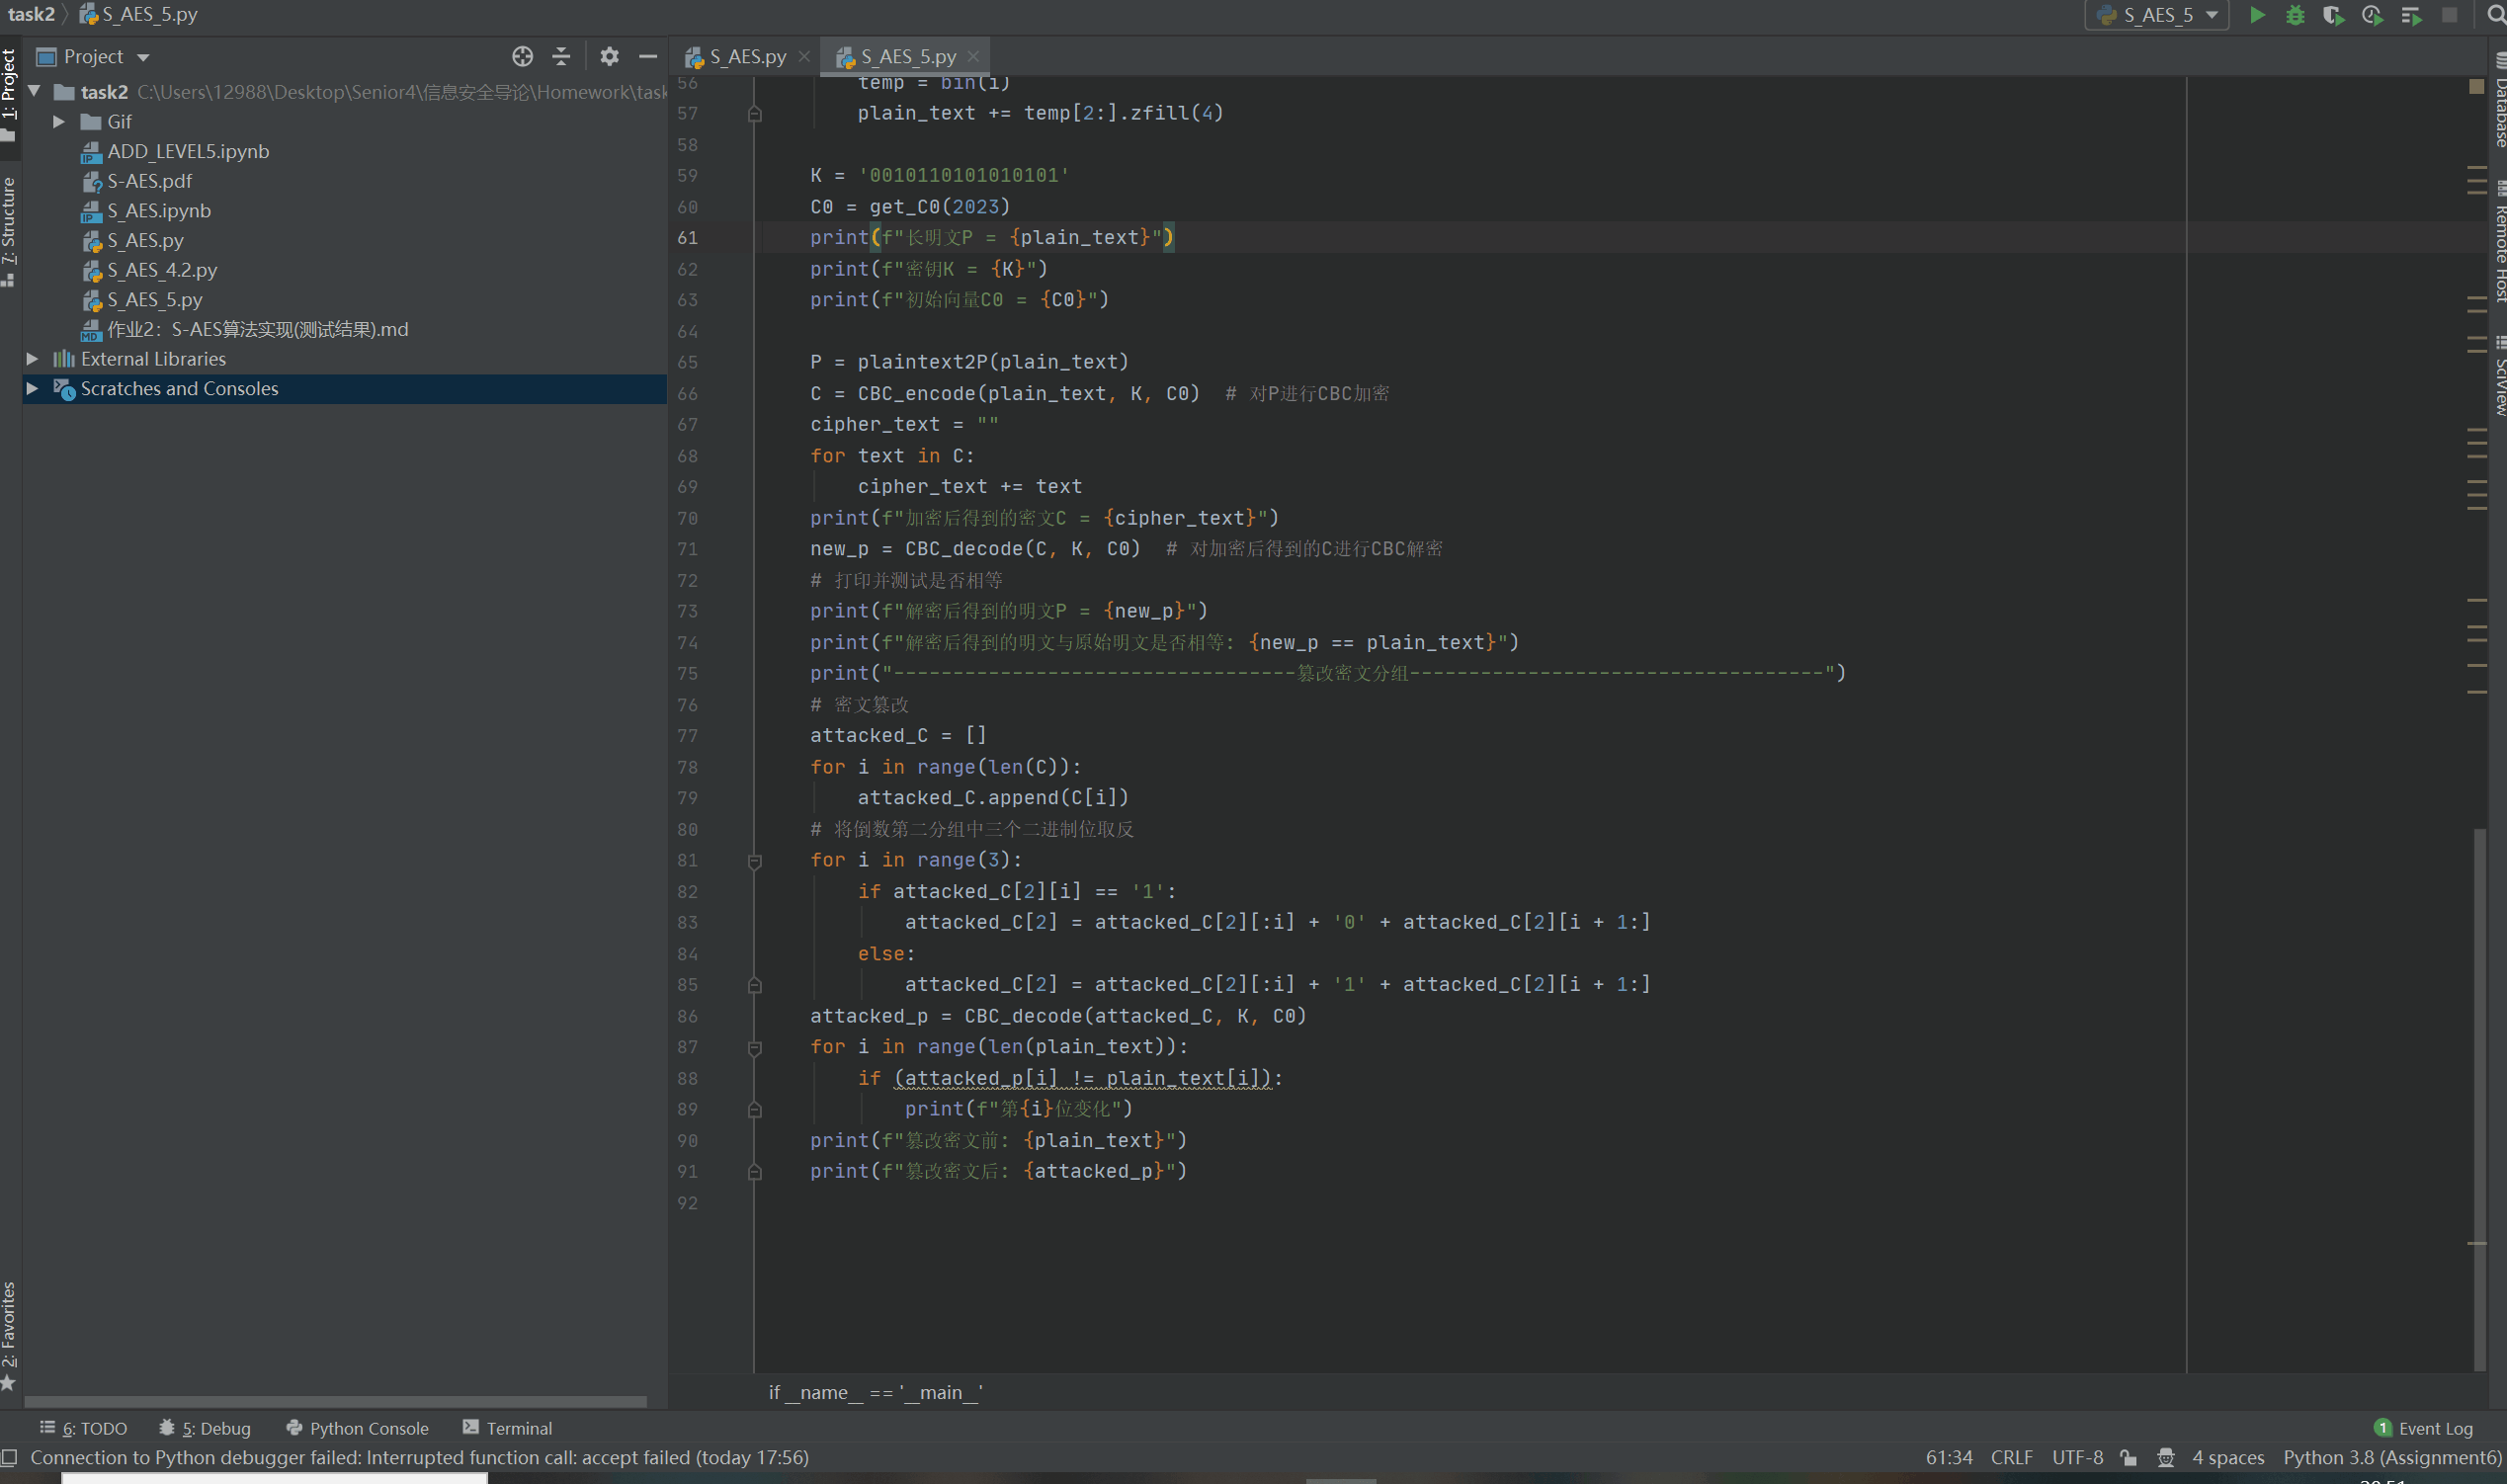 task2 S_AES_5.py
S_AES_5
1: Project
7: Structure
2: Favorites
Project
task2 C:\Users\12988\Desktop\Senior4\信息安全导论\Homework\task
Gif
ADD_LEVEL5.ipynb
S-AES.pdf
S_AES.ipynb
S_AES.py
S_AES_4.2.py
S_AES_5.py
作业2：S-AES算法实现(测试结果).md
External Libraries
Scratches and Consoles
S_AES.py
S_AES_5.py
56 temp = bin(i)
57 plain_text += temp[2:].zfill(4)
58
59 K = '0010110101010101'
60 C0 = get_C0(2023)
61 print(f"长明文P = {plain_text}")
62 print(f"密钥K = {K}")
63 print(f"初始向量C0 = {C0}")
64
65 P = plaintext2P(plain_text)
66 C = CBC_encode(plain_text, K, C0)  # 对P进行CBC加密
67 cipher_text = ""
68 for text in C:
69 cipher_text += text
70 print(f"加密后得到的密文C = {cipher_text}")
71 new_p = CBC_decode(C, K, C0)  # 对加密后得到的C进行CBC解密
72 # 打印并测试是否相等
73 print(f"解密后得到的明文P = {new_p}")
74 print(f"解密后得到的明文与原始明文是否相等: {new_p == plain_text}")
75 print("----------------------------------篡改密文分组-----------------------------------")
76 # 密文篡改
77 attacked_C = []
78 for i in range(len(C)):
79 attacked_C.append(C[i])
80 # 将倒数第二分组中三个二进制位取反
81 for i in range(3):
82 if attacked_C[2][i] == '1':
83 attacked_C[2] = attacked_C[2][:i] + '0' + attacked_C[2][i + 1:]
84 else:
85 attacked_C[2] = attacked_C[2][:i] + '1' + attacked_C[2][i + 1:]
86 attacked_p = CBC_decode(attacked_C, K, C0)
87 for i in range(len(plain_text)):
88 if (attacked_p[i] != plain_text[i]):
89 print(f"第{i}位变化")
90 print(f"篡改密文前: {plain_text}")
91 print(f"篡改密文后: {attacked_p}")
92
if __name__ == '__main__'
Database
Remote Host
SciView
6: TODO 5: Debug Python Console Terminal 1 Event Log
Connection to Python debugger failed: Interrupted function call: accept failed (today 17:56) 61:34 CRLF UTF-8 4 spaces Python 3.8 (Assignment6)